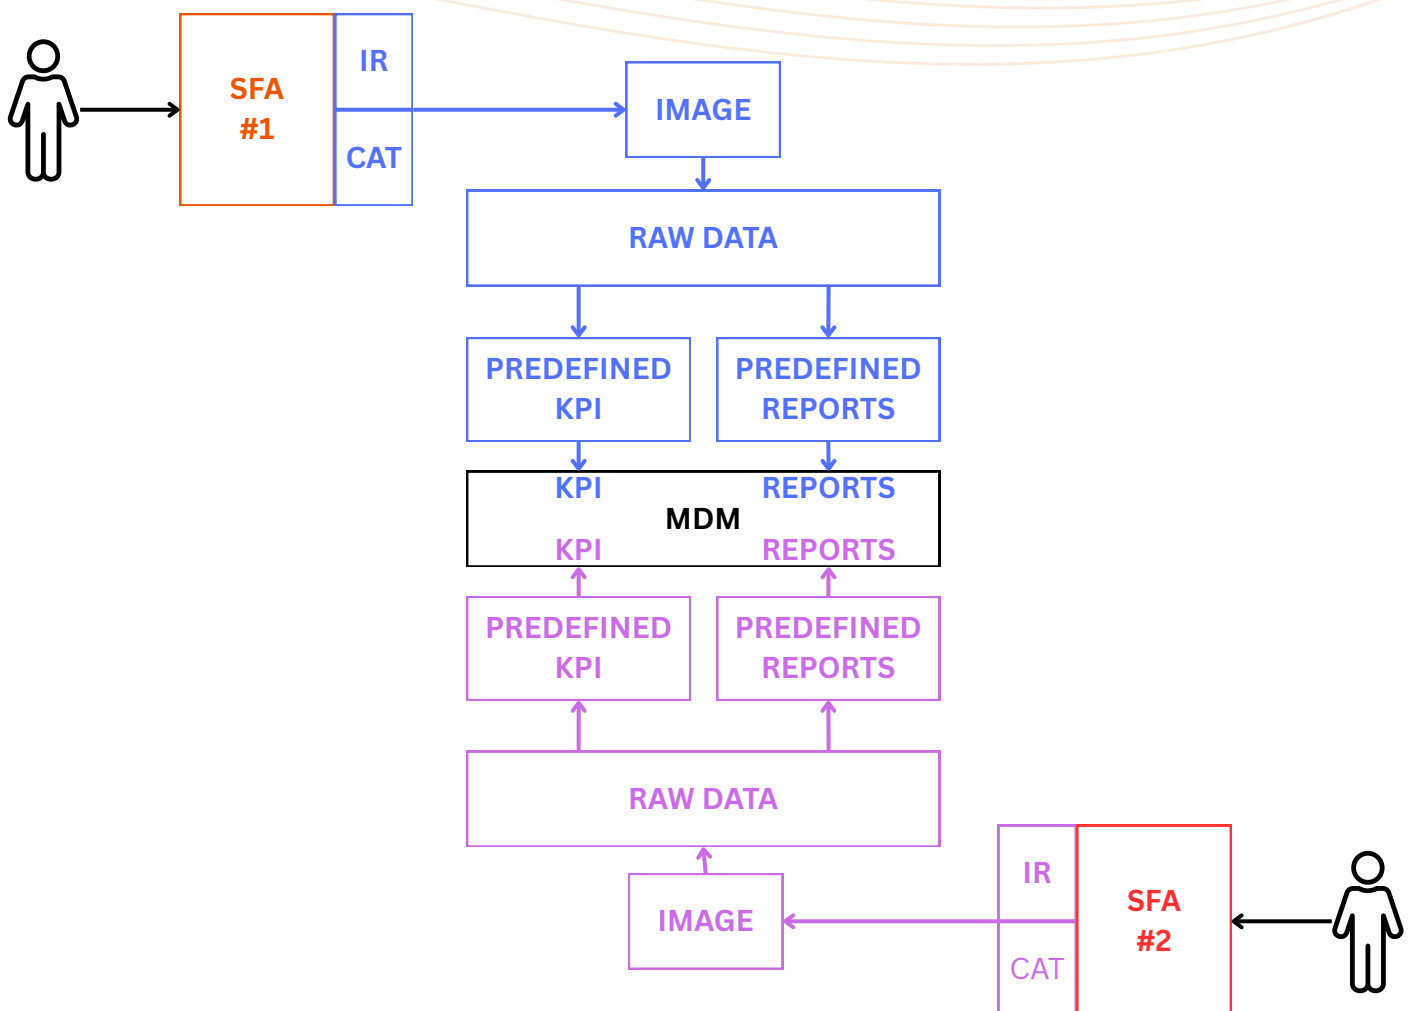 SFA
#1
IR
CAT
IMAGE
RAW DATA
PREDEFINED
KPI
PREDEFINED
REPORTS
KPI
REPORTS
MDM
KPI
REPORTS
PREDEFINED
KPI
PREDEFINED
REPORTS
RAW DATA
IMAGE
IR
CAT
SFA
#2